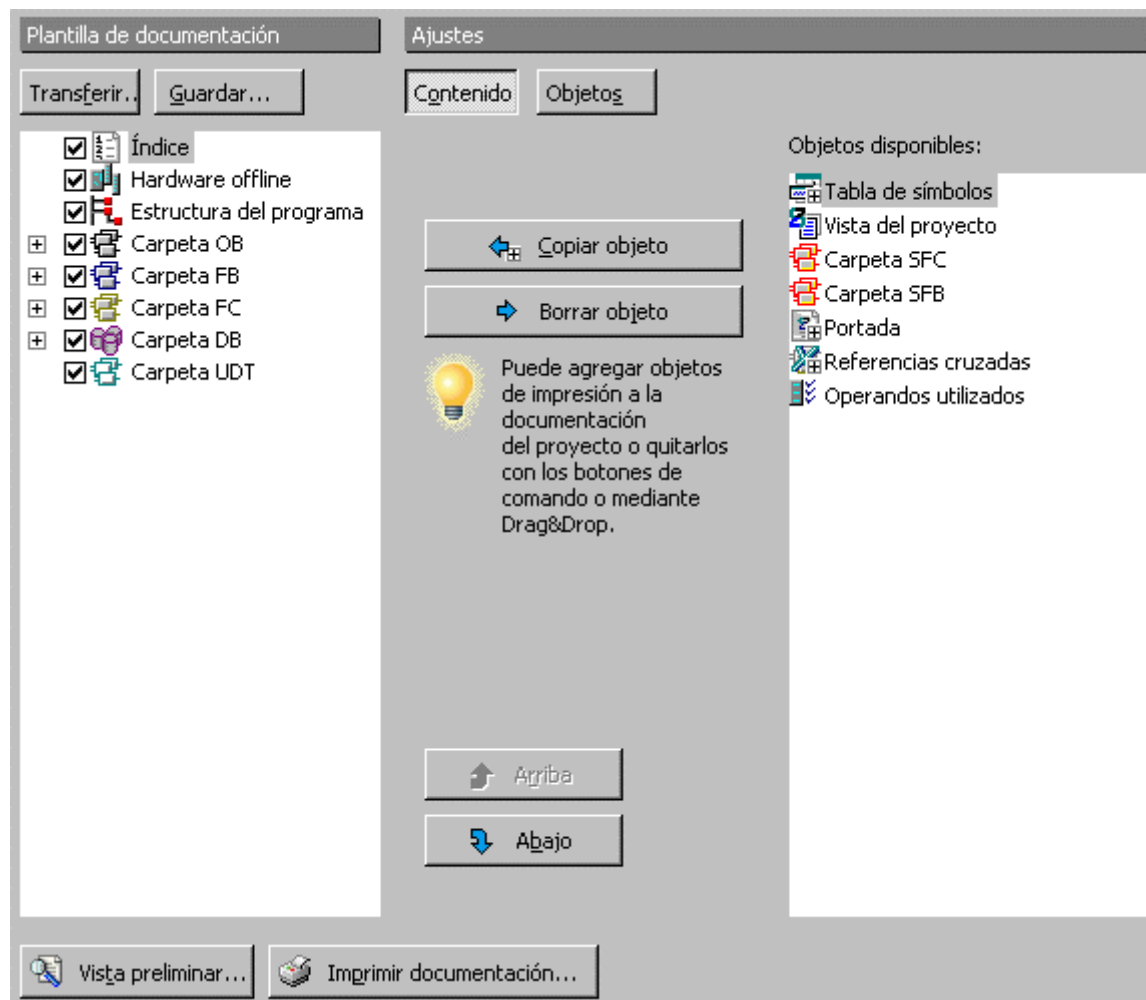 Plantilla de documentación
Ajustes
Transferir..
Guardar...
Contenido
Objetos
Índice
Hardware offline
Estructura del programa
Carpeta OB
Carpeta FB
Carpeta FC
Carpeta DB
Carpeta UDT
Copiar objeto
Borrar objeto
Puede agregar objetos
de impresión a la
documentación
del proyecto o quitarlos
con los botones de
comando o mediante
Drag&Drop.
Arriba
Abajo
Objetos disponibles:
Tabla de símbolos
Vista del proyecto
Carpeta SFC
Carpeta SFB
Portada
Referencias cruzadas
Operandos utilizados
Vista preliminar...
Imprimir documentación...